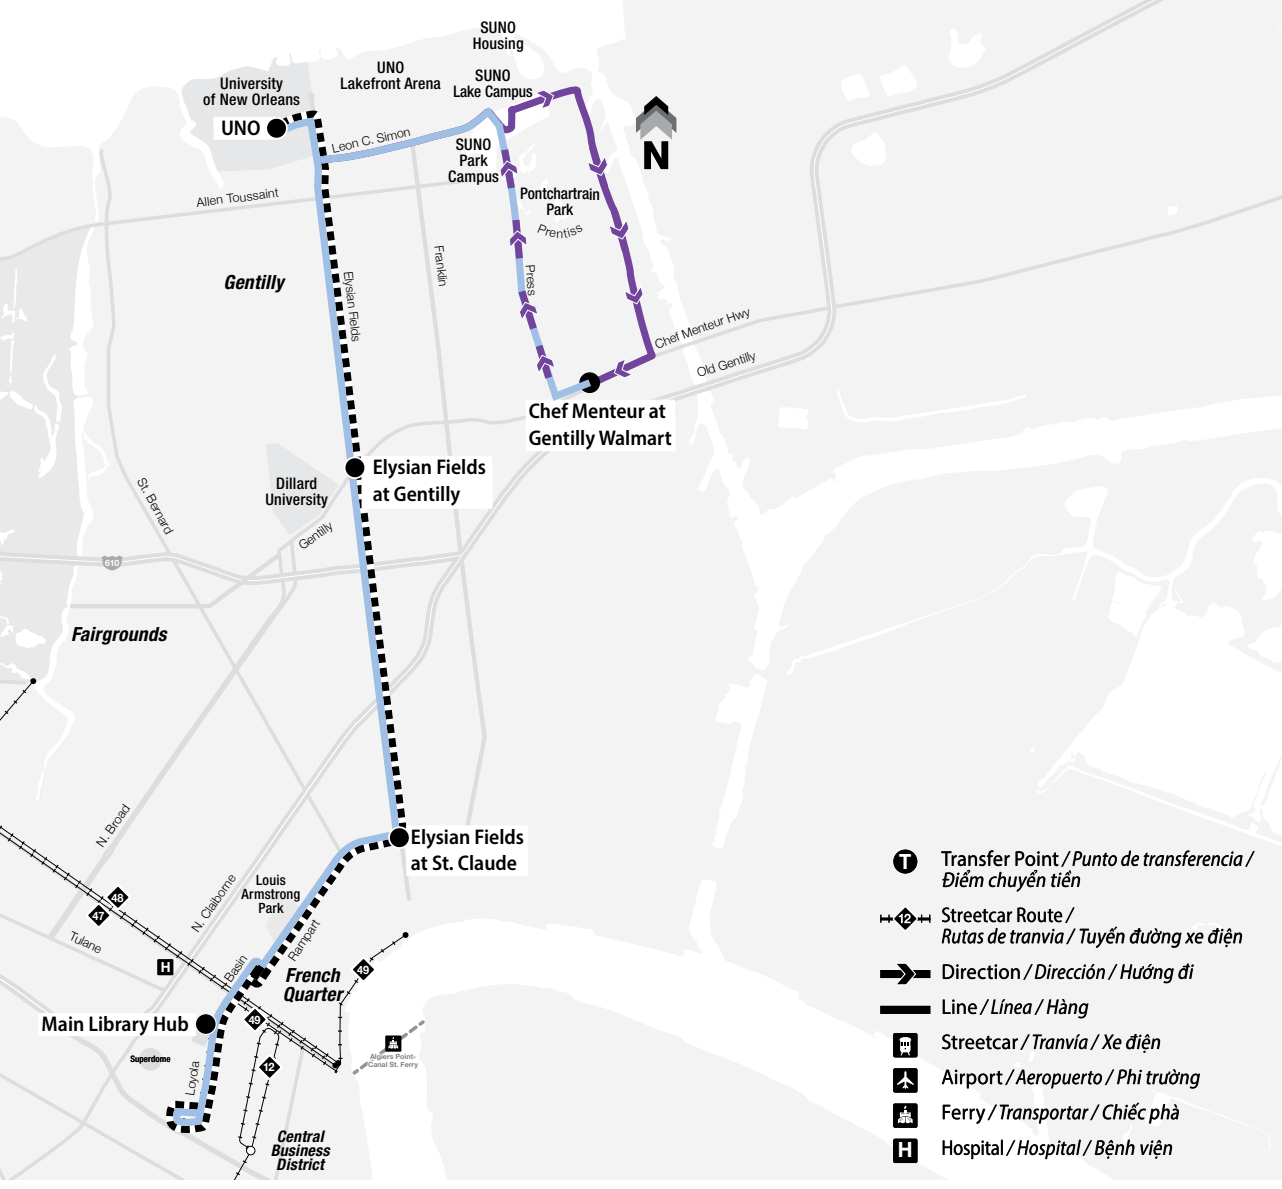 SUNO
Housing
UNO
Lakefront Arena
SUNO
Lake Campus
University
of New Orleans
UNO
Leon C. Simon
SUNO
Park
Campus
N
Allen Toussaint
Pontchartrain
Park
Prentiss
Gentilly
Elysian Fields
Franklin
Press
Chef Menteur Hwy
Old Gentilly
Chef Menteur at
Gentilly Walmart
Elysian Fields
at Gentilly
Dillard
University
St. Bernard
Gentilly
610
Fairgrounds
N. Broad
Elysian Fields
at St. Claude
Louis
Armstrong
Park
N. Claiborne
48
47
Tulane
H
Basin
Rampart
French
Quarter
49
Main Library Hub
49
Superdome
Loyola
12
Algiers Point-
Canal St. Ferry
Central
Business
District
T
Transfer Point / Punto de transferencia /
Điểm chuyển tiền
12
Streetcar Route /
Rutas de tranvia / Tuyến đường xe điện
Direction / Dirección / Hướng đi
Line / Línea / Hàng
Streetcar / Tranvía / Xe điện
Airport / Aeropuerto / Phi trường
Ferry / Transportar / Chiếc phà
H
Hospital / Hospital / Bệnh viện